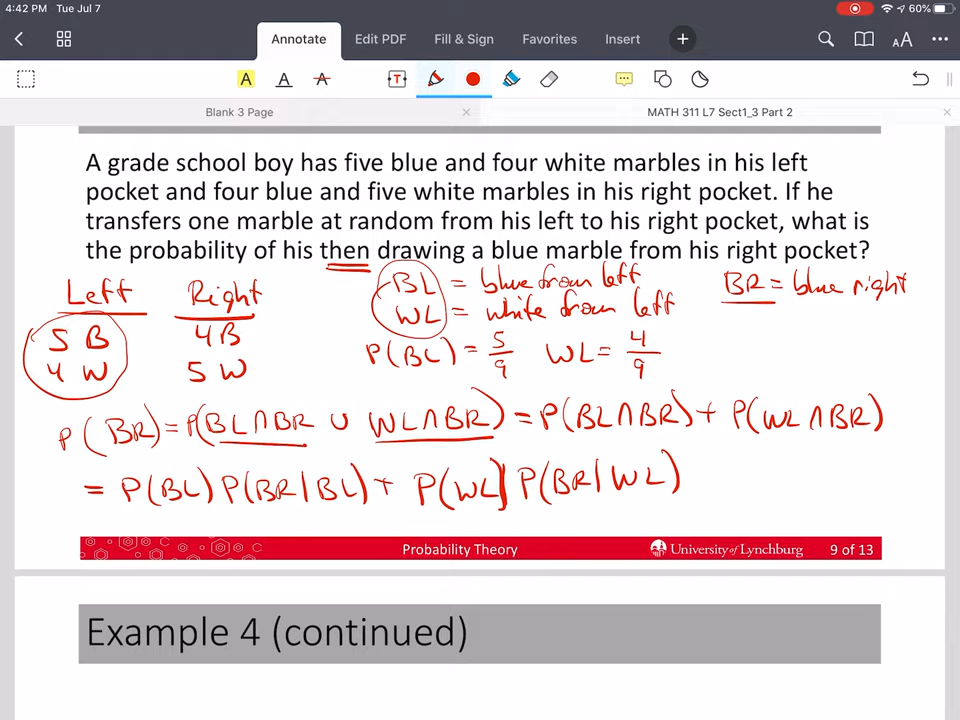 4:42 PM Tue Jul 7 60%
Annotate Edit PDF Fill & Sign Favorites Insert
A A A T AA
Blank 3 Page MATH 311 L7 Sect1_3 Part 2
A grade school boy has five blue and four white marbles in his left
pocket and four blue and five white marbles in his right pocket. If he
transfers one marble at random from his left to his right pocket, what is
the probability of his then drawing a blue marble from his right pocket?
Left Right BL = blue from left BR = blue right
WL = white from left
5 B 4B P(BL) = 5/9 WL = 4/9
4 W 5 W
P(BR) = P(BL∩BR ∪ WL∩BR) = P(BL∩BR) + P(WL∩BR)
= P(BL) P(BR|BL) + P(WL) P(BR|WL)
Probability Theory University of Lynchburg 9 of 13
Example 4 (continued)